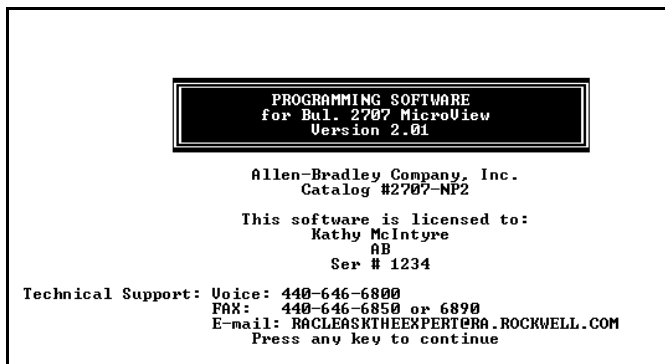 PROGRAMMING SOFTWARE
for Bul. 2707 MicroView
Version 2.01
Allen-Bradley Company, Inc.
Catalog #2707-NP2
This software is licensed to:
Kathy McIntyre
AB
Ser # 1234
Technical Support: Voice: 440-646-6800
FAX: 440-646-6850 or 6890
E-mail: RACLEASKTHEEXPERT@RA.ROCKWELL.COM
Press any key to continue